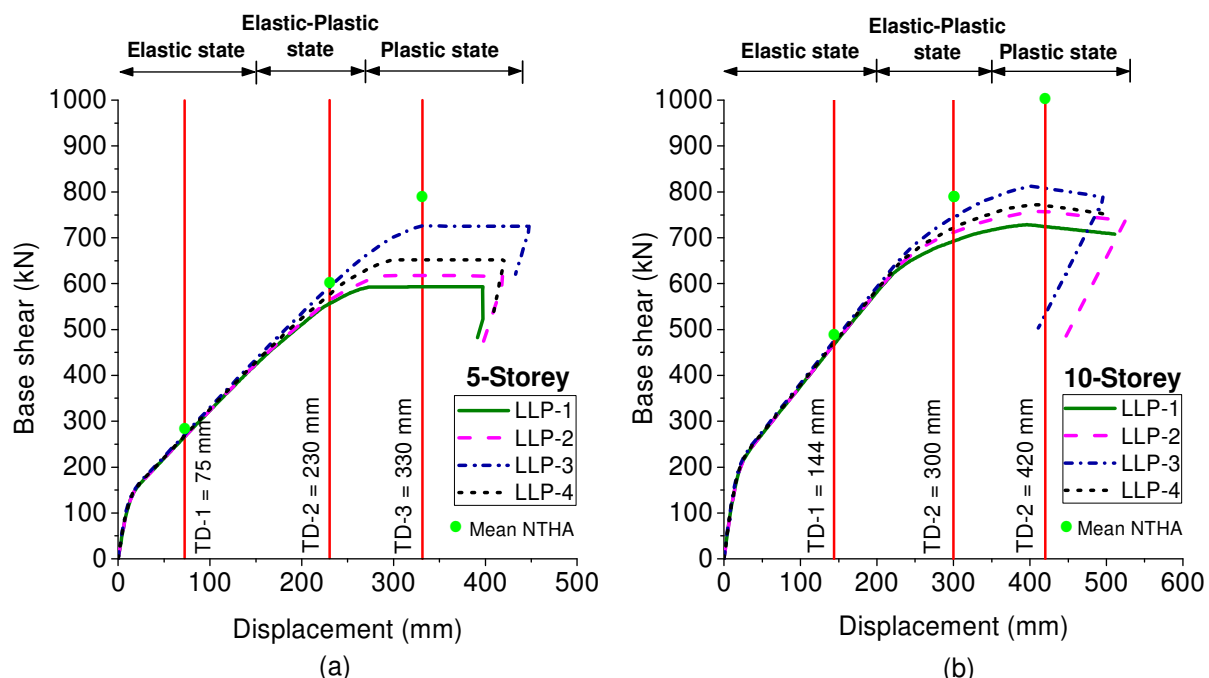 Elastic-Plastic
Elastic state
state
Plastic state
1000
900
800
700
600
500
400
300
200
100
0
Base shear (kN)
TD-1 = 75 mm
TD-2 = 230 mm
TD-3 = 330 mm
5-Storey
LLP-1
LLP-2
LLP-3
LLP-4
Mean NTHA
0 100 200 300 400 500
Displacement (mm)
(a)
Elastic-Plastic
Elastic state
state
Plastic state
1000
900
800
700
600
500
400
300
200
100
0
Base shear (kN)
TD-1 = 144 mm
TD-2 = 300 mm
TD-2 = 420 mm
10-Storey
LLP-1
LLP-2
LLP-3
LLP-4
Mean NTHA
0 100 200 300 400 500 600
Displacement (mm)
(b)